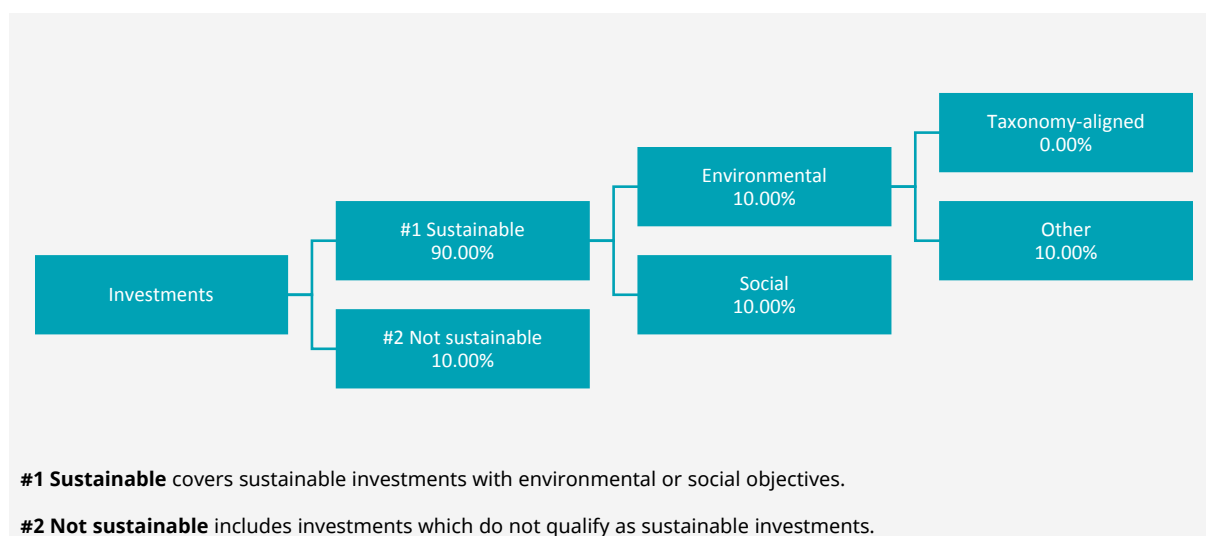 Investments
#1 Sustainable
90.00%
#2 Not sustainable
10.00%
Environmental
10.00%
Social
10.00%
Taxonomy-aligned
0.00%
Other
10.00%
#1 Sustainable covers sustainable investments with environmental or social objectives.
#2 Not sustainable includes investments which do not qualify as sustainable investments.